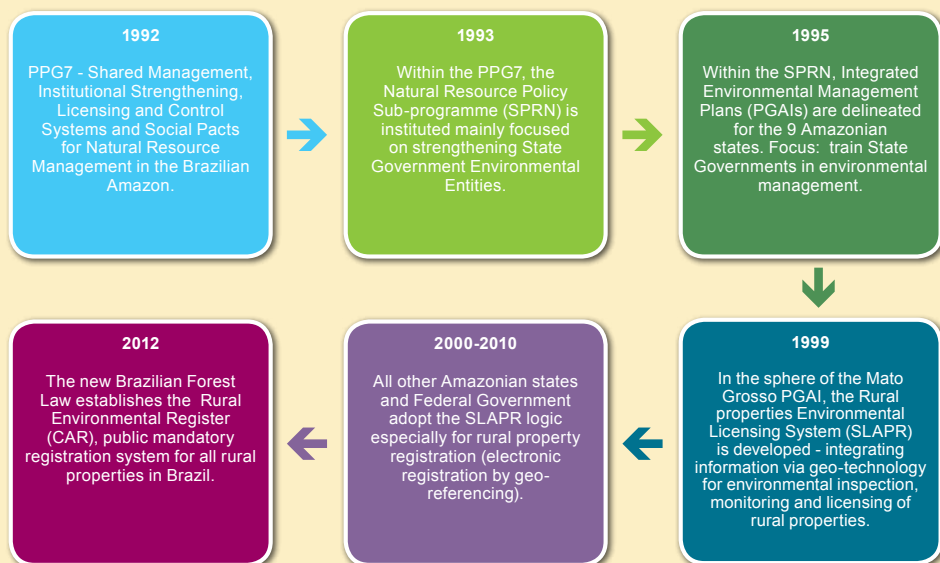 1992
PPG7 - Shared Management,
Institutional Strengthening,
Licensing and Control
Systems and Social Pacts
for Natural Resource
Management in the Brazilian
Amazon.
1993
Within the PPG7, the
Natural Resource Policy
Sub-programme (SPRN) is
instituted mainly focused
on strengthening State
Government Environmental
Entities.
1995
Within the SPRN, Integrated
Environmental Management
Plans (PGAIs) are delineated
for the 9 Amazonian
states. Focus: train State
Governments in environmental
management.
1999
In the sphere of the Mato
Grosso PGAI, the Rural
properties Environmental
Licensing System (SLAPR)
is developed - integrating
information via geo-technology
for environmental inspection,
monitoring and licensing of
rural properties.
2000-2010
All other Amazonian states
and Federal Government
adopt the SLAPR logic
especially for rural property
registration (electronic
registration by geo-
referencing).
2012
The new Brazilian Forest
Law establishes the Rural
Environmental Register
(CAR), public mandatory
registration system for all rural
properties in Brazil.